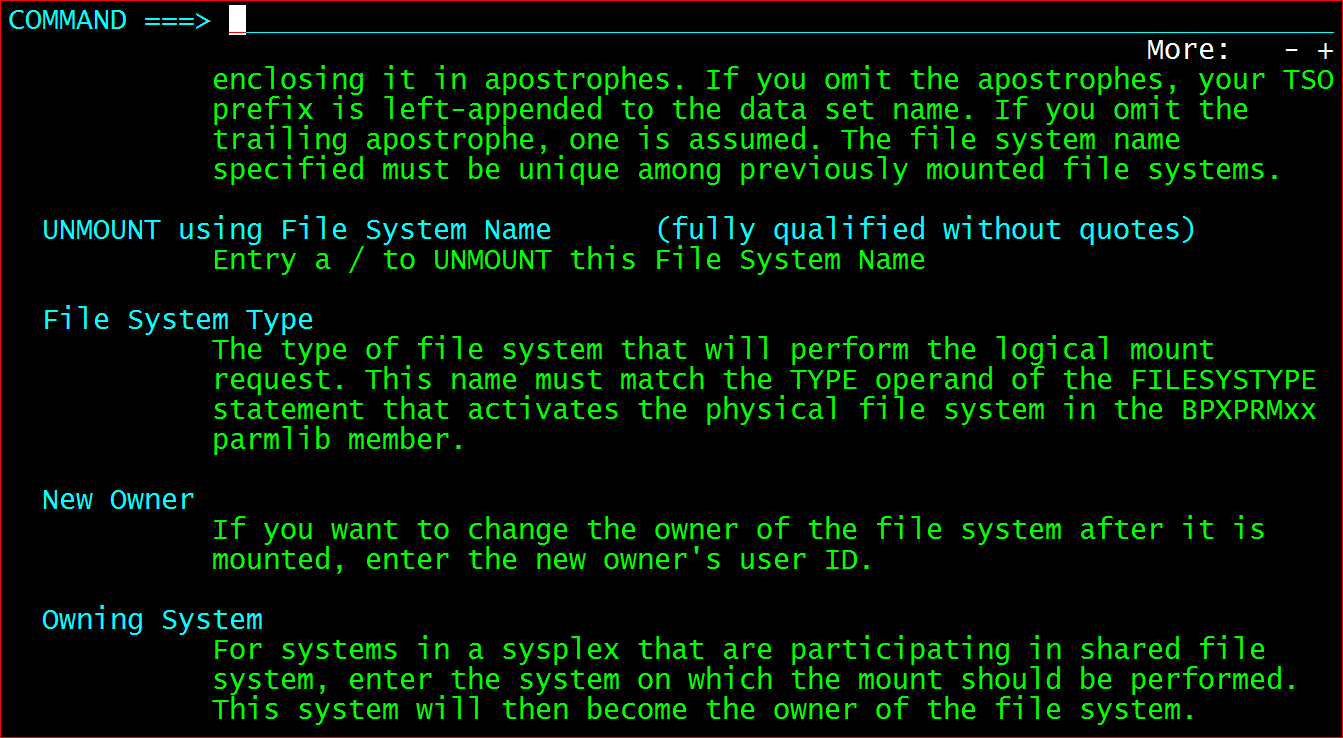 COMMAND ===>
More: - +
enclosing it in apostrophes. If you omit the apostrophes, your TSO
prefix is left-appended to the data set name. If you omit the
trailing apostrophe, one is assumed. The file system name
specified must be unique among previously mounted file systems.
UNMOUNT using File System Name (fully qualified without quotes)
Entry a / to UNMOUNT this File System Name
File System Type
The type of file system that will perform the logical mount
request. This name must match the TYPE operand of the FILESYSTYPE
statement that activates the physical file system in the BPXPRMxx
parmlib member.
New Owner
If you want to change the owner of the file system after it is
mounted, enter the new owner's user ID.
Owning System
For systems in a sysplex that are participating in shared file
system, enter the system on which the mount should be performed.
This system will then become the owner of the file system.